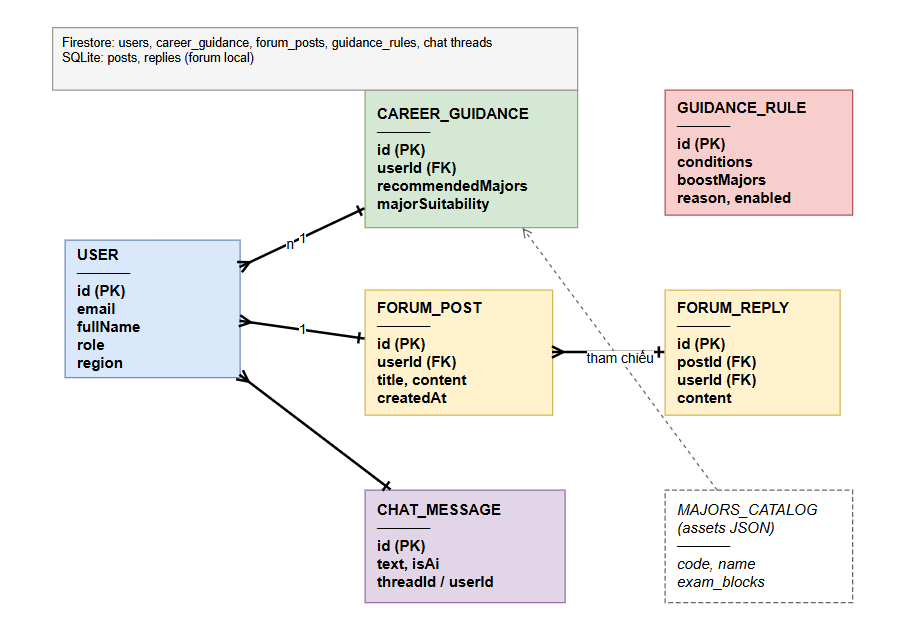 Firestore: users, career_guidance, forum_posts, guidance_rules, chat threads
SQLite: posts, replies (forum local)
CAREER_GUIDANCE
id (PK)
userId (FK)
recommendedMajors
majorSuitability
GUIDANCE_RULE
id (PK)
conditions
boostMajors
reason, enabled
n
1
USER
id (PK)
email
fullName
role
region
1
FORUM_POST
id (PK)
userId (FK)
title, content
createdAt
tham chiếu
FORUM_REPLY
id (PK)
postId (FK)
userId (FK)
content
CHAT_MESSAGE
id (PK)
text, isAi
threadId / userId
MAJORS_CATALOG
(assets JSON)
code, name
exam_blocks